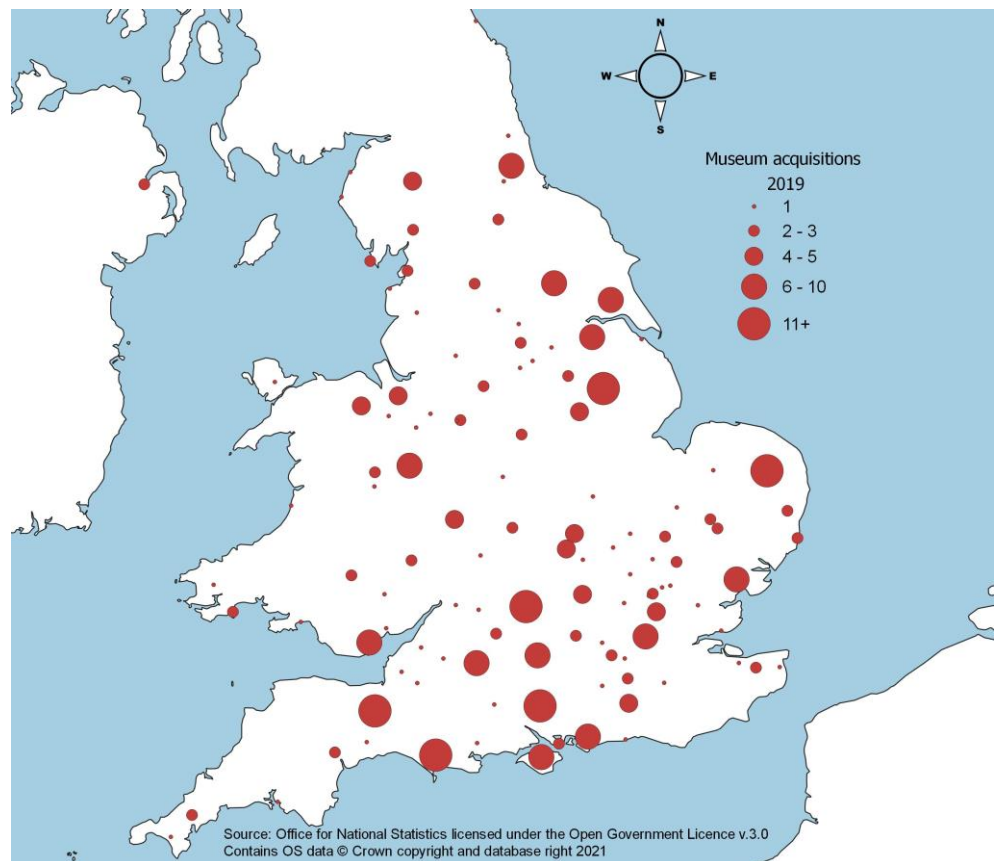 N
W E
S
Museum acquisitions
2019
1
2 - 3
4 - 5
6 - 10
11+
Source: Office for National Statistics licensed under the Open Government Licence v.3.0
Contains OS data © Crown copyright and database right 2021